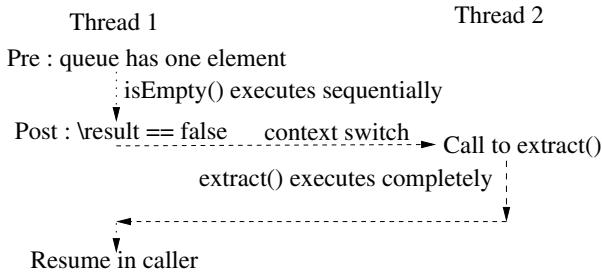 Thread 1
Thread 2
Pre : queue has one element
isEmpty() executes sequentially
Post : \result == false
context switch
Call to extract()
extract() executes completely
Resume in caller